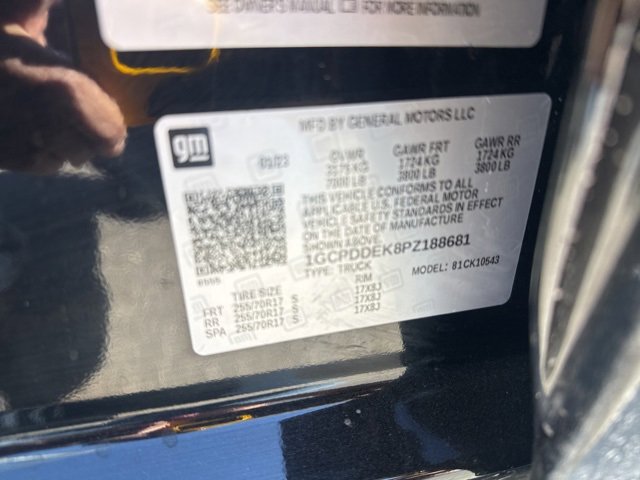 SEE OWNER'S MANUAL FOR MORE INFORMATION
MFD BY GENERAL MOTORS LLC
gm
01/23 GVWR GAWR FRT GAWR RR
1724 KG 1724 KG
7000 LB 3800 LB 3800 LB
THIS VEHICLE CONFORMS TO ALL
APPLICABLE U.S. FEDERAL MOTOR
VEHICLE SAFETY STANDARDS IN EFFECT
ON THE DATE OF MANUFACTURE
SHOWN ABOVE.
1GCPDDEK8PZ188681
TYPE: TRUCK MODEL: 81CK10543
TIRE SIZE RIM
FRT 255/70R17 S 17X8J
RR 255/70R17 S 17X8J
SPA 255/70R17 S 17X8J